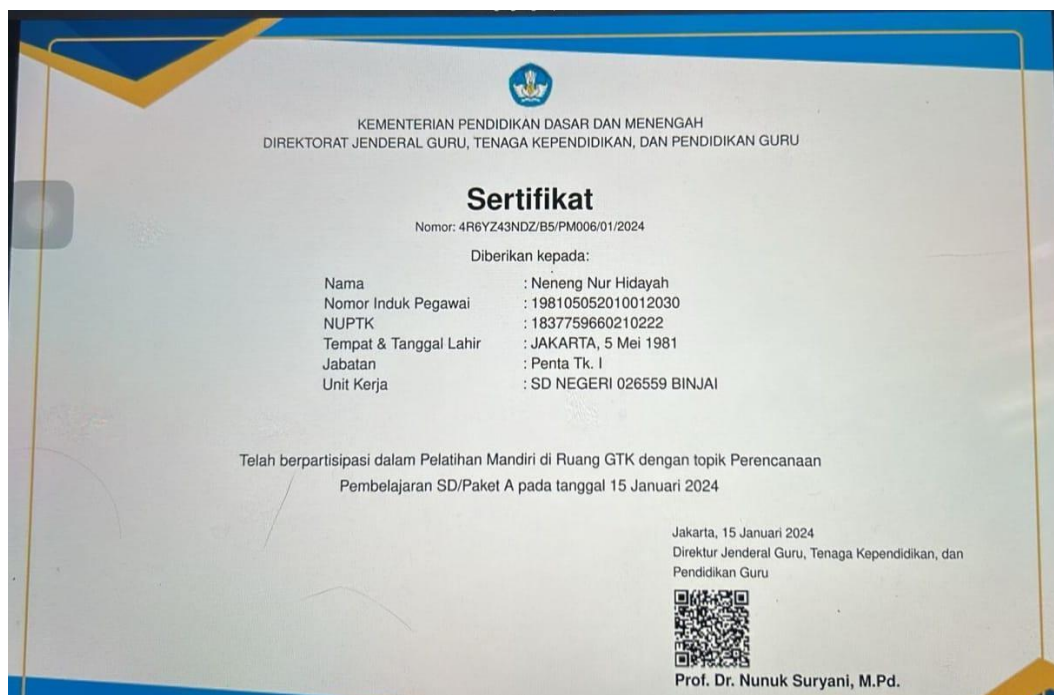 KEMENTERIAN PENDIDIKAN DASAR DAN MENENGAH
DIREKTORAT JENDERAL GURU, TENAGA KEPENDIDIKAN, DAN PENDIDIKAN GURU
Sertifikat
Nomor: 4R6YZ43NDZ/B5/PM006/01/2024
Diberikan kepada:
Nama : Neneng Nur Hidayah
Nomor Induk Pegawai : 198105052010012030
NUPTK : 1837759660210222
Tempat & Tanggal Lahir : JAKARTA, 5 Mei 1981
Jabatan : Penta Tk. I
Unit Kerja : SD NEGERI 026559 BINJAI
Telah berpartisipasi dalam Pelatihan Mandiri di Ruang GTK dengan topik Perencanaan
Pembelajaran SD/Paket A pada tanggal 15 Januari 2024
Jakarta, 15 Januari 2024
Direktur Jenderal Guru, Tenaga Kependidikan, dan
Pendidikan Guru
Prof. Dr. Nunuk Suryani, M.Pd.